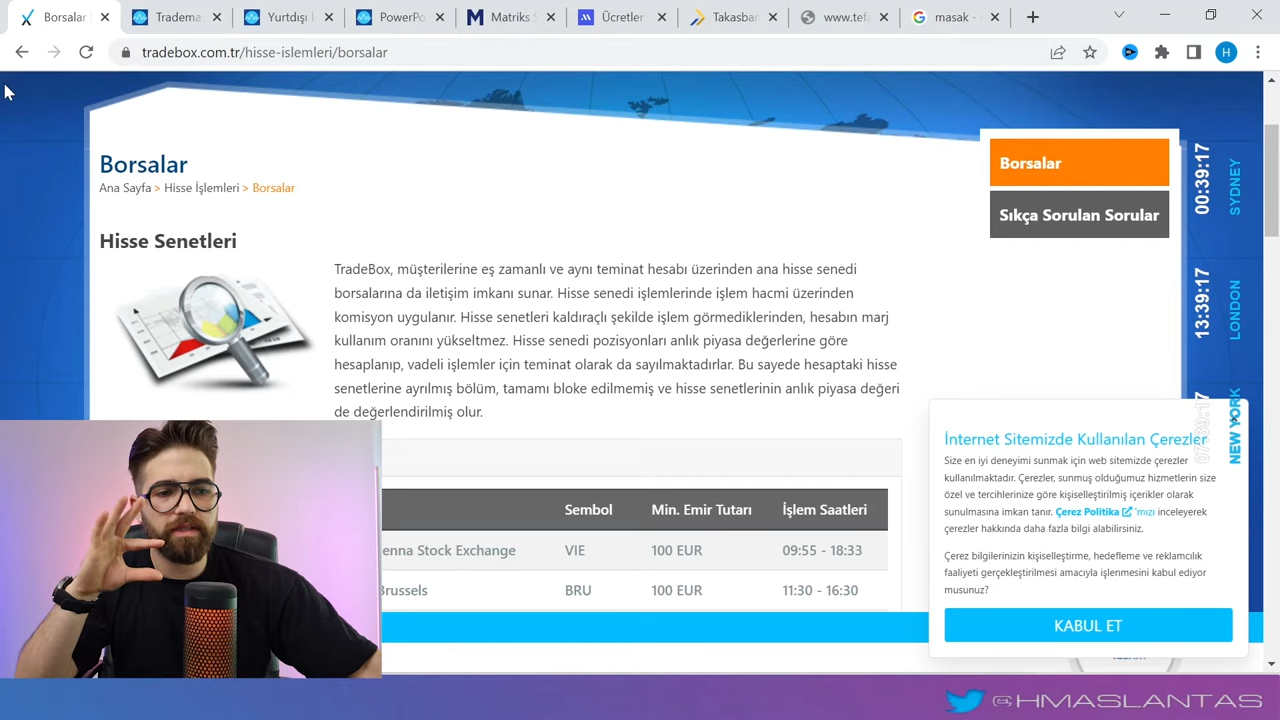 Borsalar
Tradema
Yurtdışı
PowerPo
Matriks S
Ücretler
Takasban
www.tefa
masak - G
tradebox.com.tr/hisse-islemleri/borsalar
H
Borsalar
Ana Sayfa > Hisse İşlemleri > Borsalar
Borsalar
Sıkça Sorulan Sorular
00:39:17 SYDNEY
13:39:17 LONDON
07:39:17 NEW YORK
Hisse Senetleri
TradeBox, müşterilerine eş zamanlı ve aynı teminat hesabı üzerinden ana hisse senedi
borsalarına da iletişim imkanı sunar. Hisse senedi işlemlerinde işlem hacmi üzerinden
komisyon uygulanır. Hisse senetleri kaldıraçlı şekilde işlem görmediklerinden, hesabın marj
kullanım oranını yükseltmez. Hisse senedi pozisyonları anlık piyasa değerlerine göre
hesaplanıp, vadeli işlemler için teminat olarak da sayılmaktadırlar. Bu sayede hesaptaki hisse
senetlerine ayrılmış bölüm, tamamı bloke edilmemiş ve hisse senetlerinin anlık piyasa değeri
de değerlendirilmiş olur.
Sembol Min. Emir Tutarı İşlem Saatleri
enna Stock Exchange VIE 100 EUR 09:55 - 18:33
Brussels BRU 100 EUR 11:30 - 16:30
İnternet Sitemizde Kullanılan Çerezler
Size en iyi deneyimi sunmak için web sitemizde çerezler
kullanılmaktadır. Çerezler, sunmuş olduğumuz hizmetlerin size
özel ve tercihlerinize göre kişiselleştirilmiş içerikler olarak
sunulmasına imkan tanır. Çerez Politika 'mızı inceleyerek
çerezler hakkında daha fazla bilgi alabilirsiniz.
Çerez bilgilerinizin kişiselleştirme, hedefleme ve reklamcılık
faaliyeti gerçekleştirilmesi amacıyla işlenmesini kabul ediyor
musunuz?
KABUL ET
@HMASLANTAS